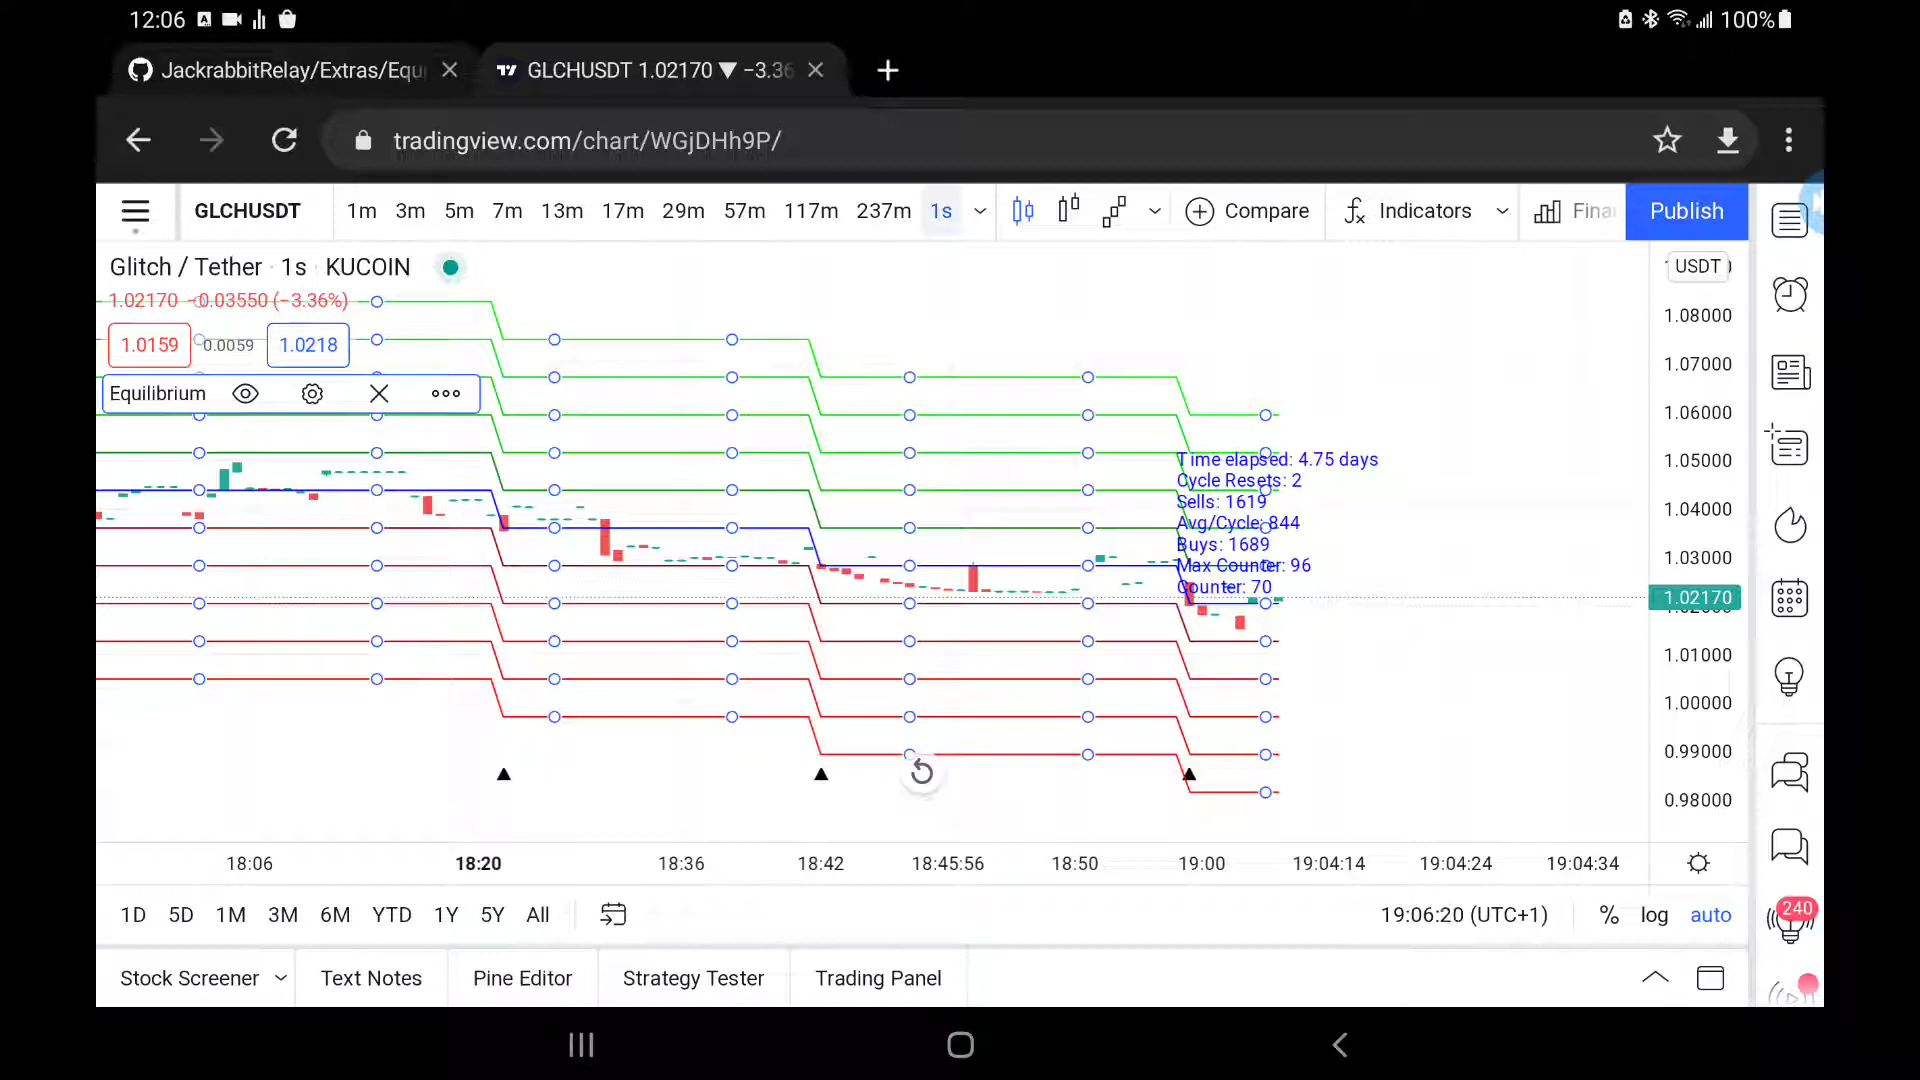 12:06
100%
JackrabbitRelay/Extras/Equ
GLCHUSDT 1.02170 ▼ −3.36
tradingview.com/chart/WGjDHh9P/
GLCHUSDT 1m 3m 5m 7m 13m 17m 29m 57m 117m 237m 1s Compare Indicators Fina Publish
Glitch / Tether · 1s · KUCOIN
USDT
1.02170 −0.03550 (−3.36%)
1.0159 0.0059 1.0218
Equilibrium
1.08000
1.07000
1.06000
1.05000
1.04000
1.03000
1.02170
1.01000
1.00000
0.99000
0.98000
Time elapsed: 4.75 days
Cycle Resets: 2
Sells: 1619
Avg/Cycle: 844
Buys: 1689
Max Counter: 96
Counter: 70
18:06 18:20 18:36 18:42 18:45:56 18:50 19:00 19:04:14 19:04:24 19:04:34
1D 5D 1M 3M 6M YTD 1Y 5Y All
19:06:20 (UTC+1) % log auto
240
Stock Screener Text Notes Pine Editor Strategy Tester Trading Panel